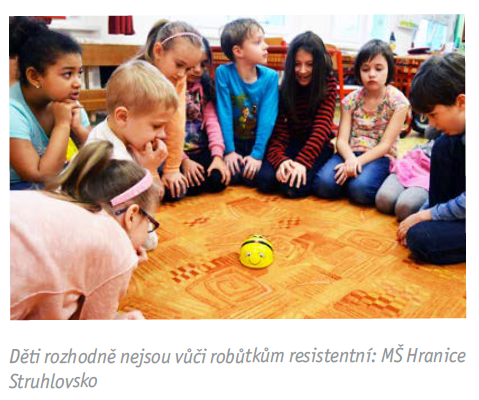 Děti rozhodně nejsou vůči robůtkům resistentní: MŠ Hranice
Struhlovsko